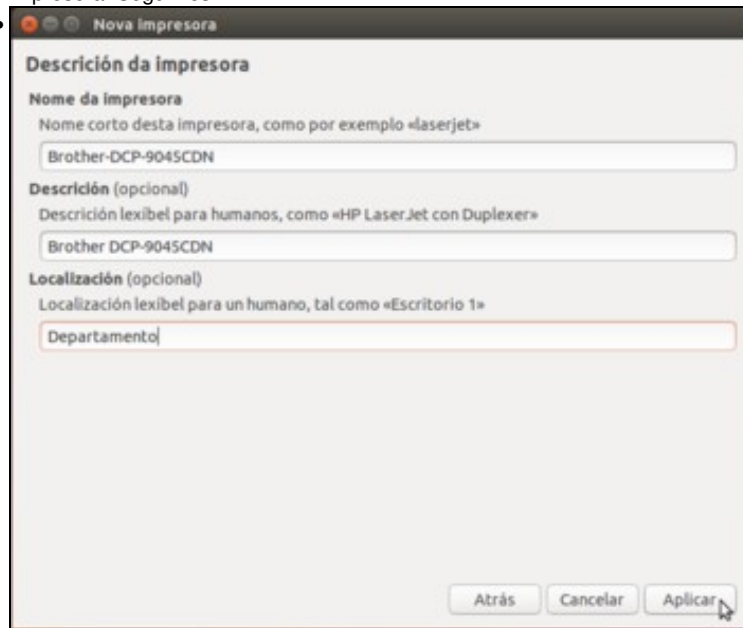 Nova impresora
Descrición da impresora
Nome da impresora
Nome corto desta impresora, como por exemplo «laserjet»
Brother-DCP-9045CDN
Descrición (opcional)
Descrición lexíbel para humanos, como «HP LaserJet con Duplexer»
Brother DCP-9045CDN
Localización (opcional)
Localización lexíbel para un humano, tal como «Escritorio 1»
Departamento
Atrás Cancelar Aplicar